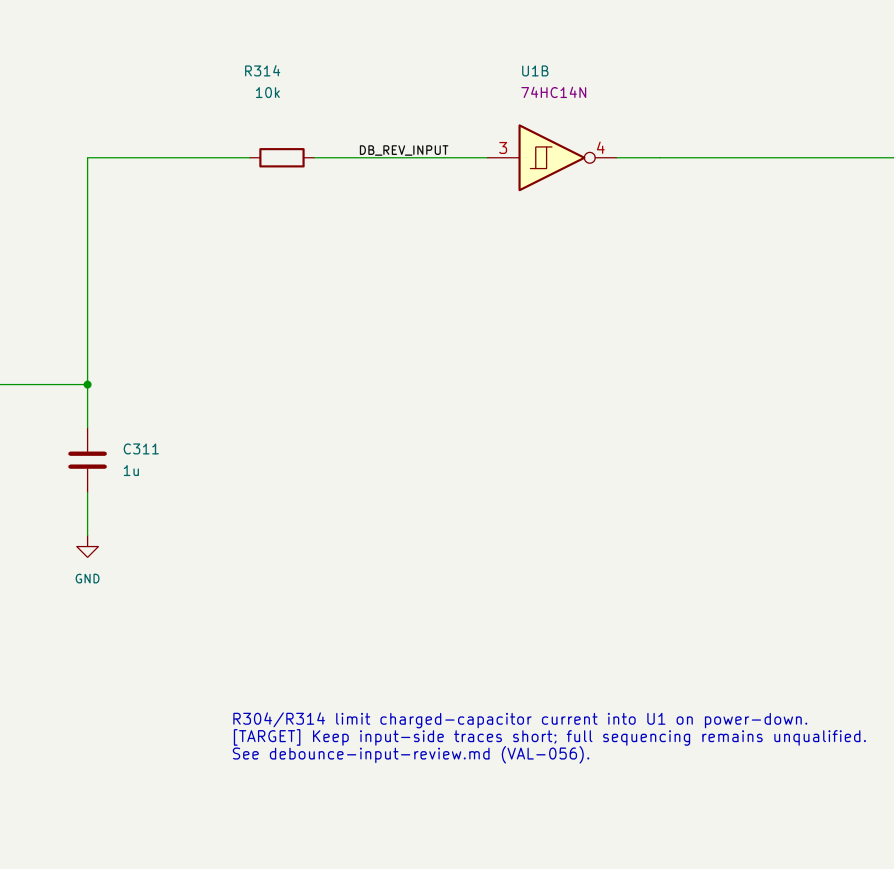 R314
10k
U1B
74HC14N
DB_REV_INPUT
3
4
C311
1u
GND
R304/R314 limit charged-capacitor current into U1 on power-down.
[TARGET] Keep input-side traces short; full sequencing remains unqualified.
See debounce-input-review.md (VAL-056).